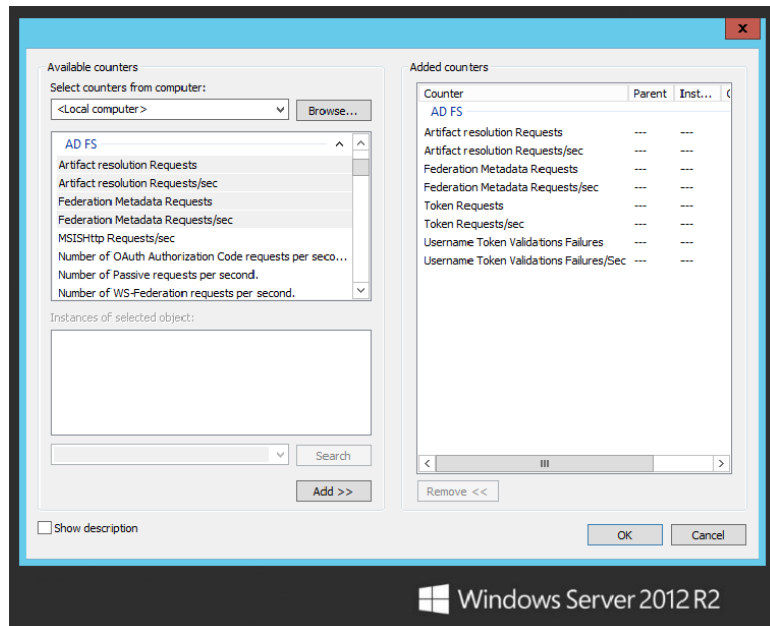 x
Available counters
Select counters from computer:
<Local computer>
Browse...
AD FS
Artifact resolution Requests
Artifact resolution Requests/sec
Federation Metadata Requests
Federation Metadata Requests/sec
MSISHttp Requests/sec
Number of OAuth Authorization Code requests per seco...
Number of Passive requests per second.
Number of WS-Federation requests per second.
Instances of selected object:
Search
Add >>
Show description
Added counters
Counter Parent Inst...
AD FS
Artifact resolution Requests --- ---
Artifact resolution Requests/sec --- ---
Federation Metadata Requests --- ---
Federation Metadata Requests/sec --- ---
Token Requests --- ---
Token Requests/sec --- ---
Username Token Validations Failures --- ---
Username Token Validations Failures/Sec --- ---
Remove <<
OK
Cancel
Windows Server 2012 R2